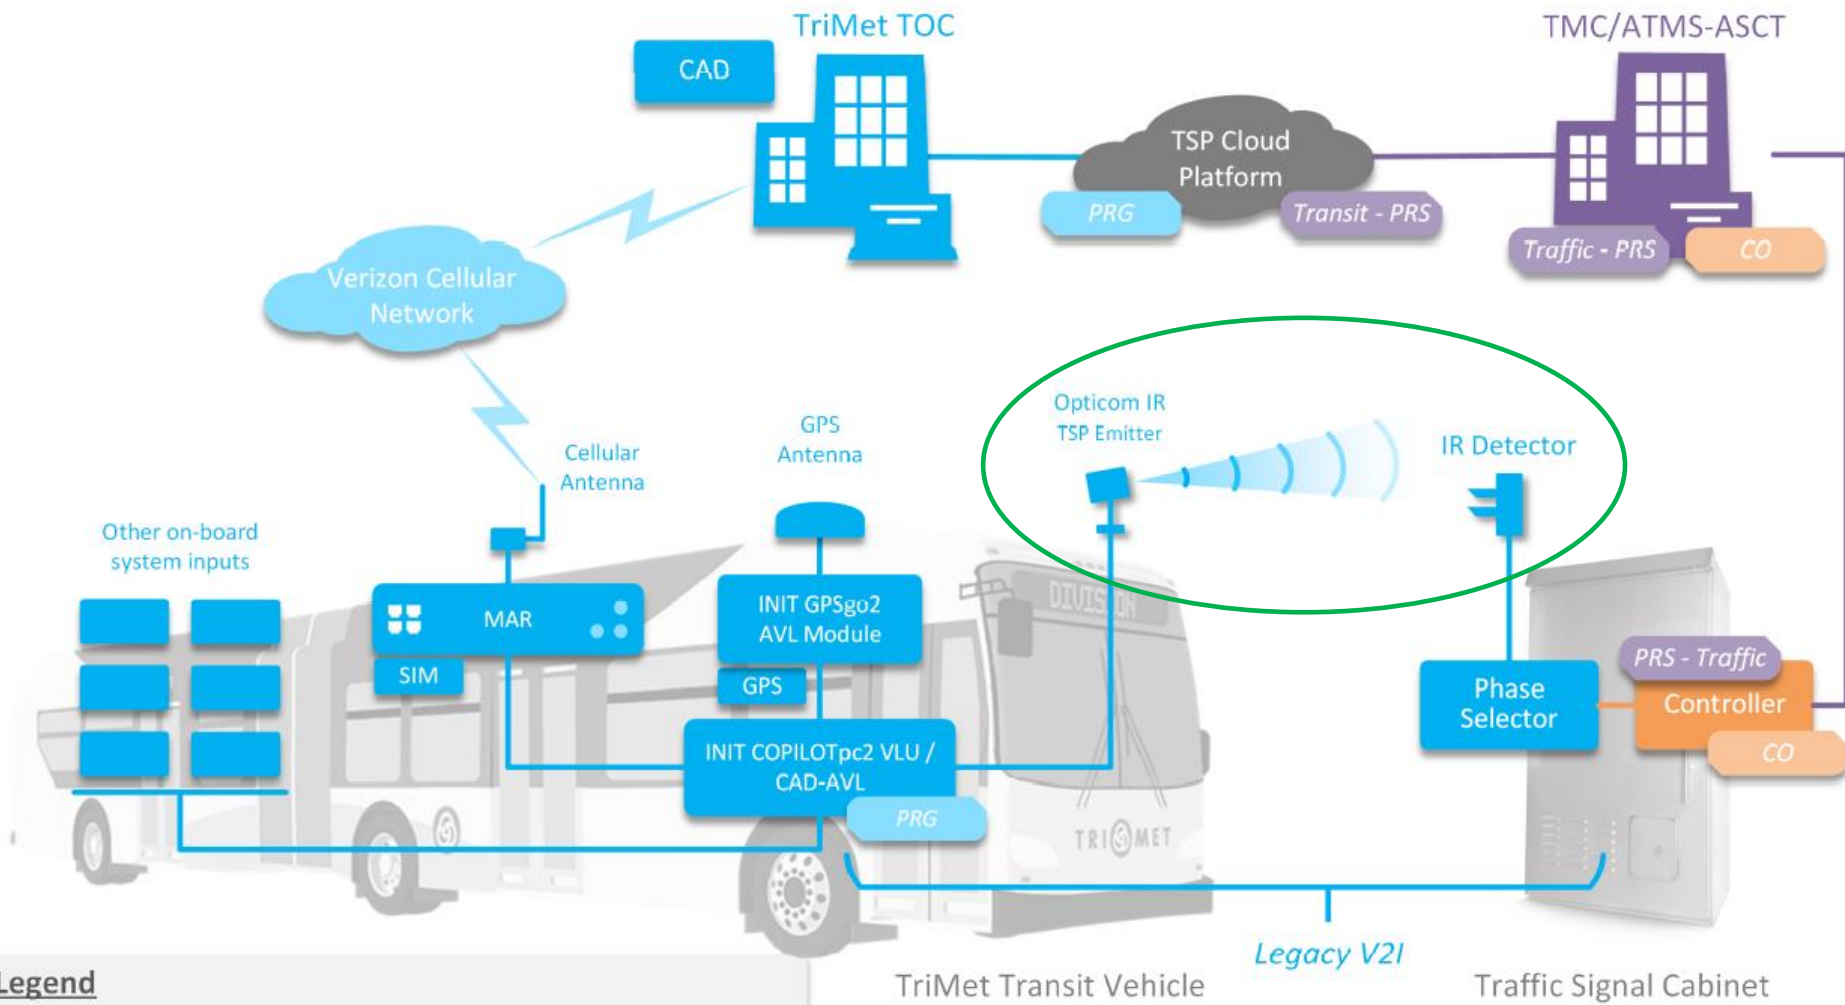 TriMet TOC
TMC/ATMS-ASCT
CAD
TSP Cloud
Platform
PRG
Transit - PRS
Traffic - PRS
CO
Verizon Cellular
Network
Opticom IR
TSP Emitter
GPS
Antenna
IR Detector
Cellular
Antenna
Other on-board
system inputs
MAR
SIM
INIT GPSgo2
AVL Module
GPS
DIVISION
PRS - Traffic
Phase
Selector
Controller
CO
INIT COPILOTpc2 VLU /
CAD-AVL
PRG
TRI MET
Legacy V2I
Legend
TriMet Transit Vehicle
Traffic Signal Cabinet